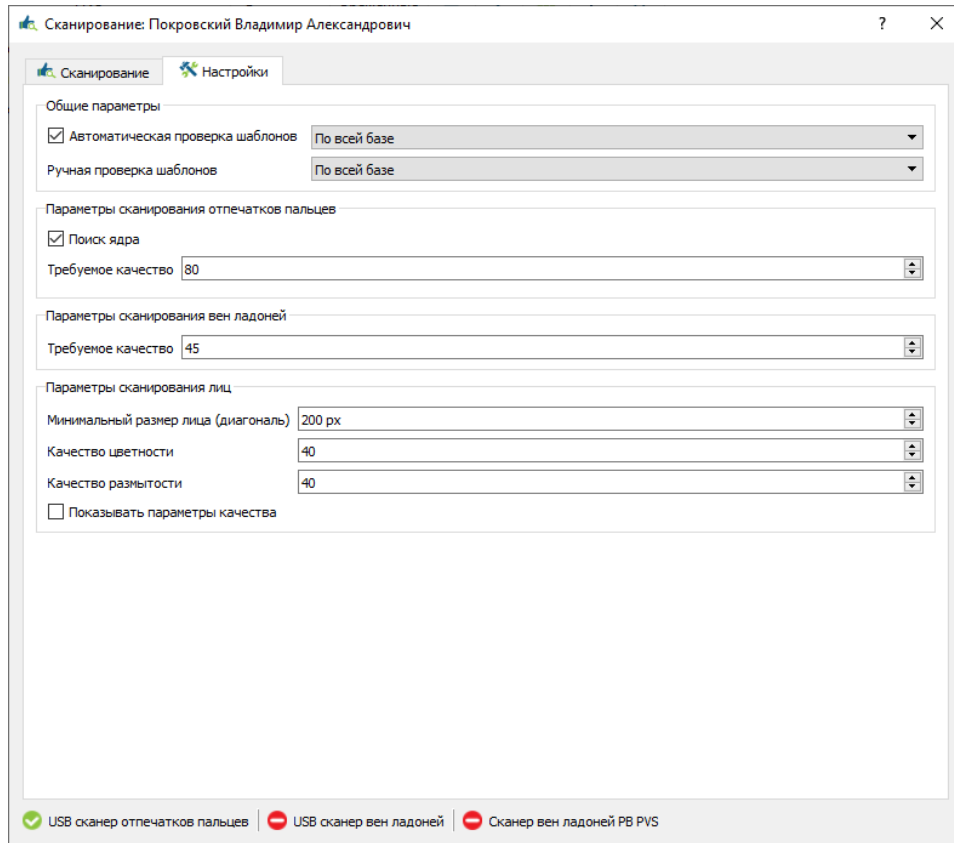 Сканирование: Покровский Владимир Александрович ?
Сканирование Настройки
Общие параметры
Автоматическая проверка шаблонов По всей базе
Ручная проверка шаблонов По всей базе
Параметры сканирования отпечатков пальцев
Поиск ядра
Требуемое качество 80
Параметры сканирования вен ладоней
Требуемое качество 45
Параметры сканирования лиц
Минимальный размер лица (диагональ) 200 px
Качество цветности 40
Качество размытости 40
Показывать параметры качества
USB сканер отпечатков пальцев USB сканер вен ладоней Сканер вен ладоней PB PVS